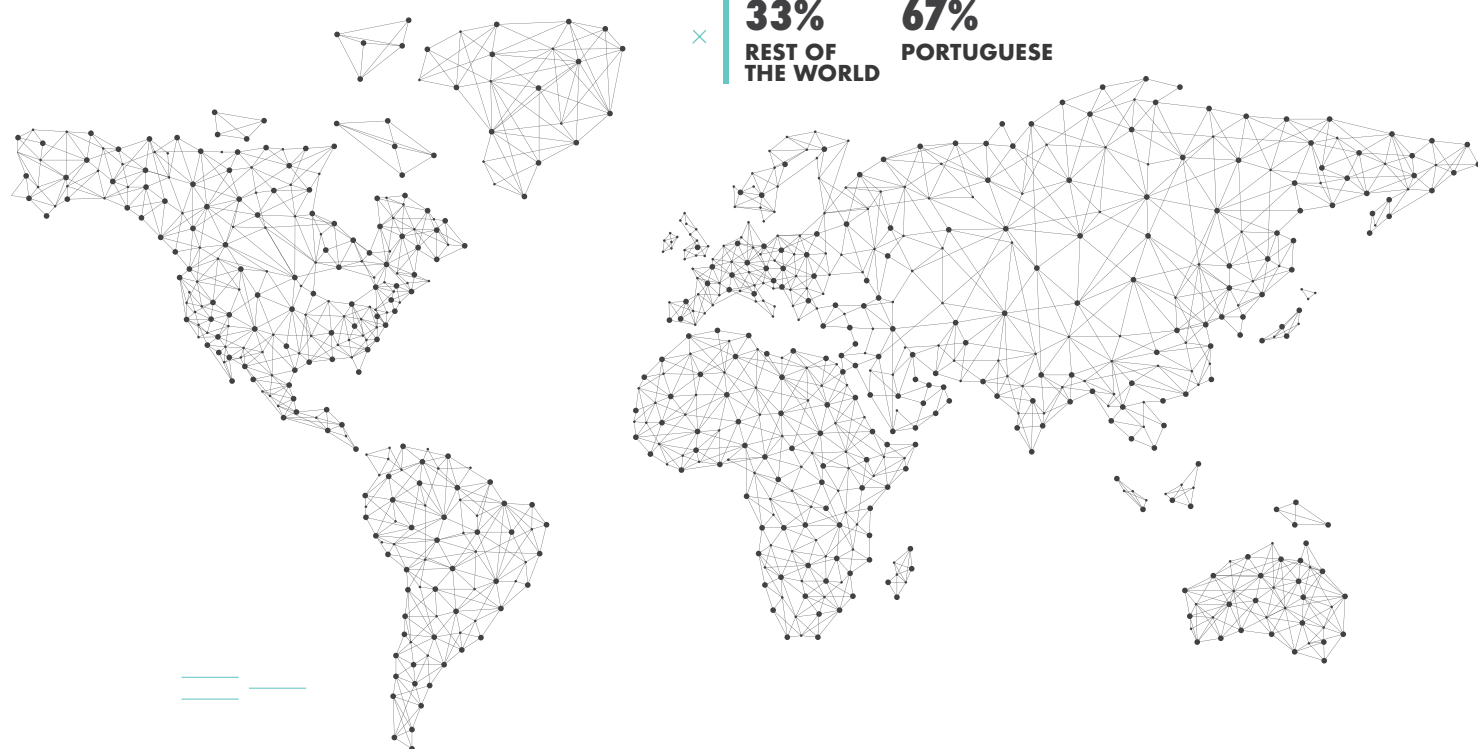 33%
REST OF
THE WORLD
67%
PORTUGUESE